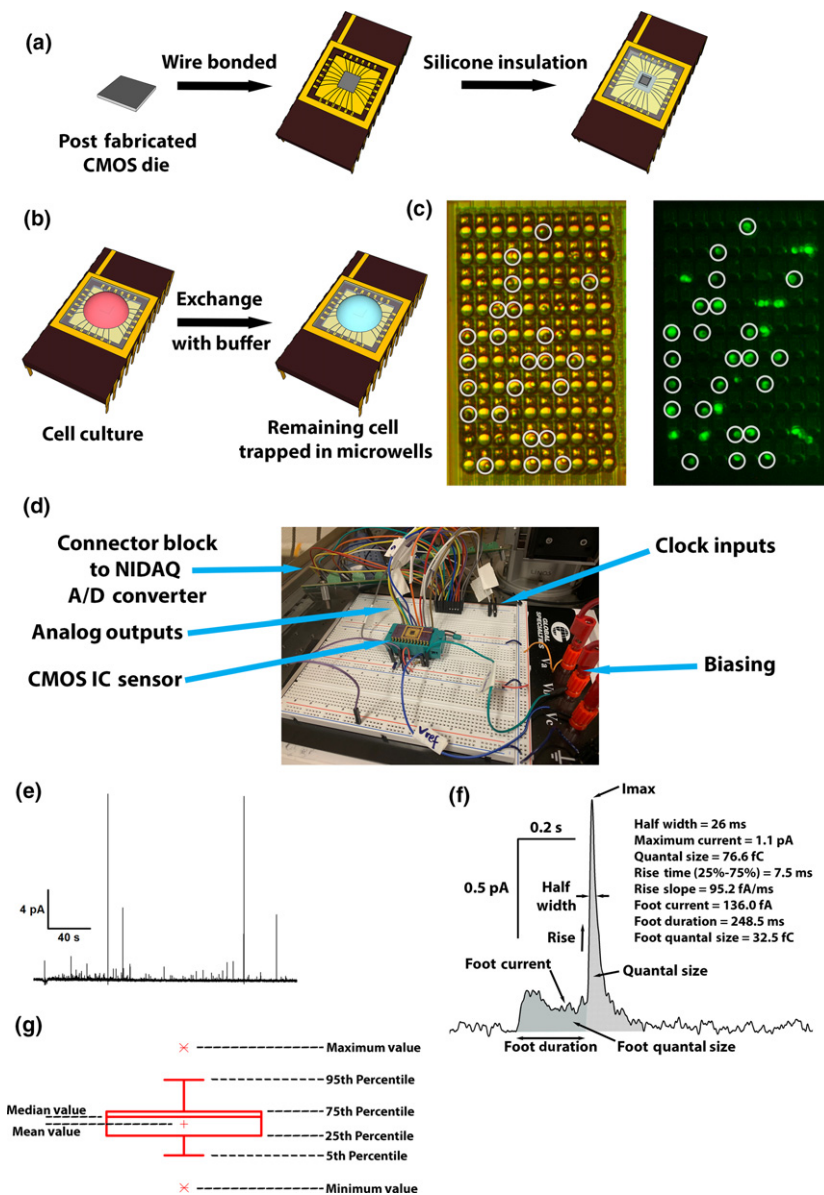 (a)
Wire bonded
Silicone insulation
Post fabricated
CMOS die
(b)
Exchange
with buffer
Cell culture
Remaining cell
trapped in microwells
(c)
(d)
Connector block
to NIDAQ
A/D converter
Analog outputs
CMOS IC sensor
Clock inputs
Biasing
GLOBAL
SPECIALTIES
Va
Vc
Vref
(e)
4 pA
40 s
(f)
Imax
0.2 s
0.5 pA
Half
width
Rise
Foot current
Half width = 26 ms
Maximum current = 1.1 pA
Quantal size = 76.6 fC
Rise time (25%-75%) = 7.5 ms
Rise slope = 95.2 fA/ms
Foot current = 136.0 fA
Foot duration = 248.5 ms
Foot quantal size = 32.5 fC
Quantal size
Foot duration
Foot quantal size
(g)
Maximum value
95th Percentile
Median value
75th Percentile
Mean value
25th Percentile
5th Percentile
Minimum value